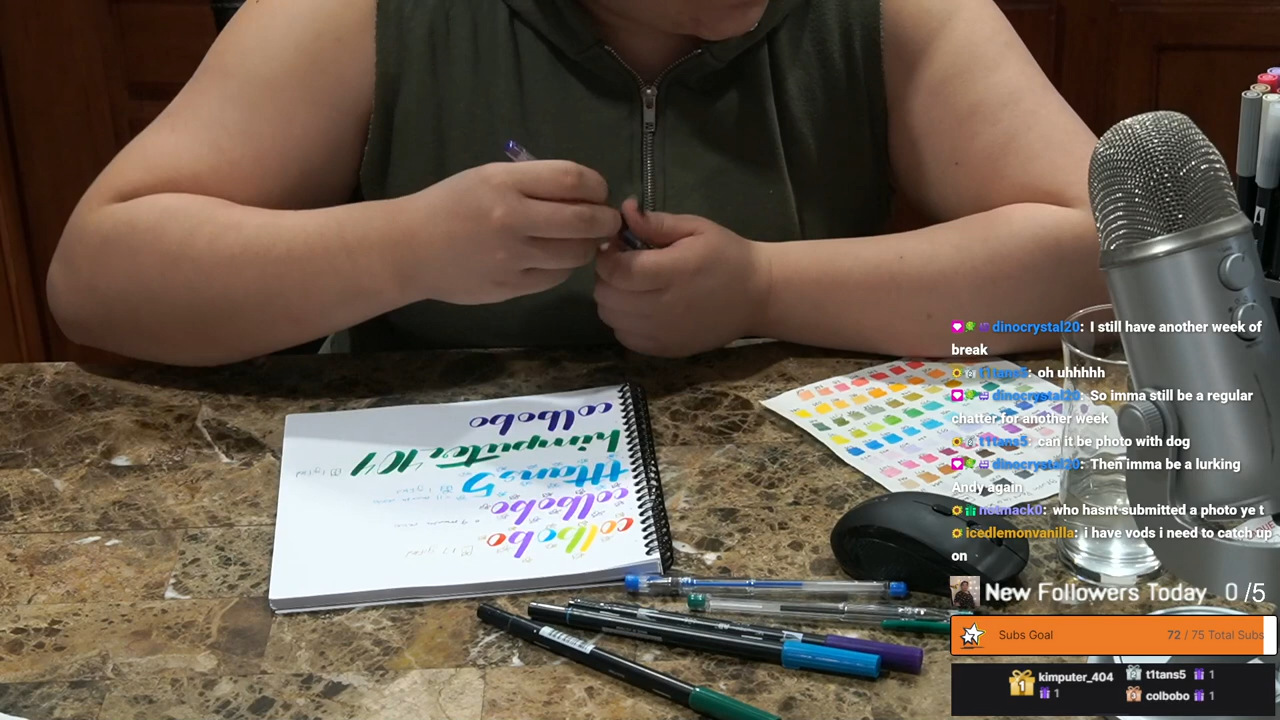 colbobo
kimputer_404
t1tans5
colbobo
colbobo
dinocrystal20: I still have another week of
break
t1tans5: oh uhhhhh
dinocrystal20: So imma still be a regular
chatter for another week
t1tans5: can it be photo with dog
dinocrystal20: Then imma be a lurking
Andy again
notmack0: who hasnt submitted a photo ye t
icedlemonvanilla: i have vods i need to catch up
on
New Followers Today 0 /5
Subs Goal 72 / 75 Total Subs
1 kimputer_404 1
t1tans5 1
colbobo 1